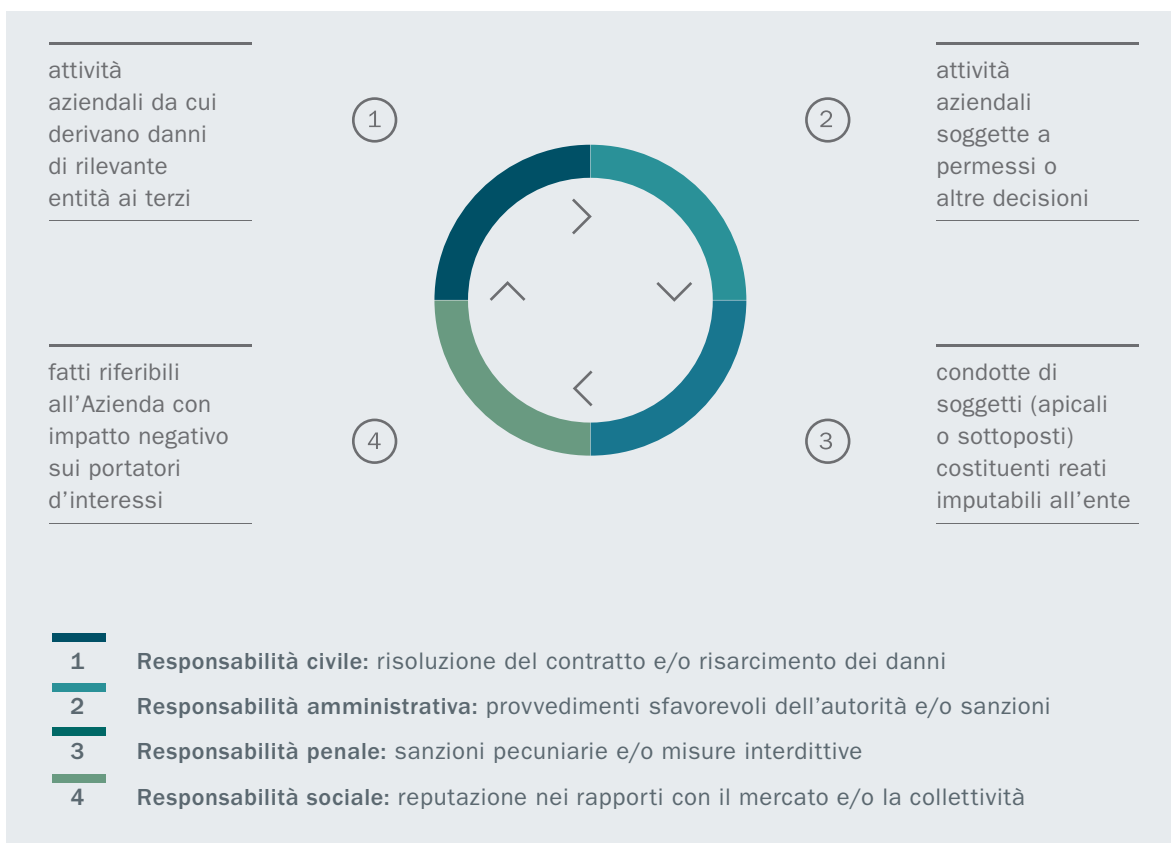 attività
aziendali da cui
derivano danni
di rilevante
entità ai terzi
1
2
attività
aziendali
soggette a
permessi o
altre decisioni
fatti riferibili
all’Azienda con
impatto negativo
sui portatori
d’interessi
4
3
condotte di
soggetti (apicali
o sottoposti)
costituenti reati
imputabili all’ente
1 Responsabilità civile: risoluzione del contratto e/o risarcimento dei danni
2 Responsabilità amministrativa: provvedimenti sfavorevoli dell’autorità e/o sanzioni
3 Responsabilità penale: sanzioni pecuniarie e/o misure interdittive
4 Responsabilità sociale: reputazione nei rapporti con il mercato e/o la collettività